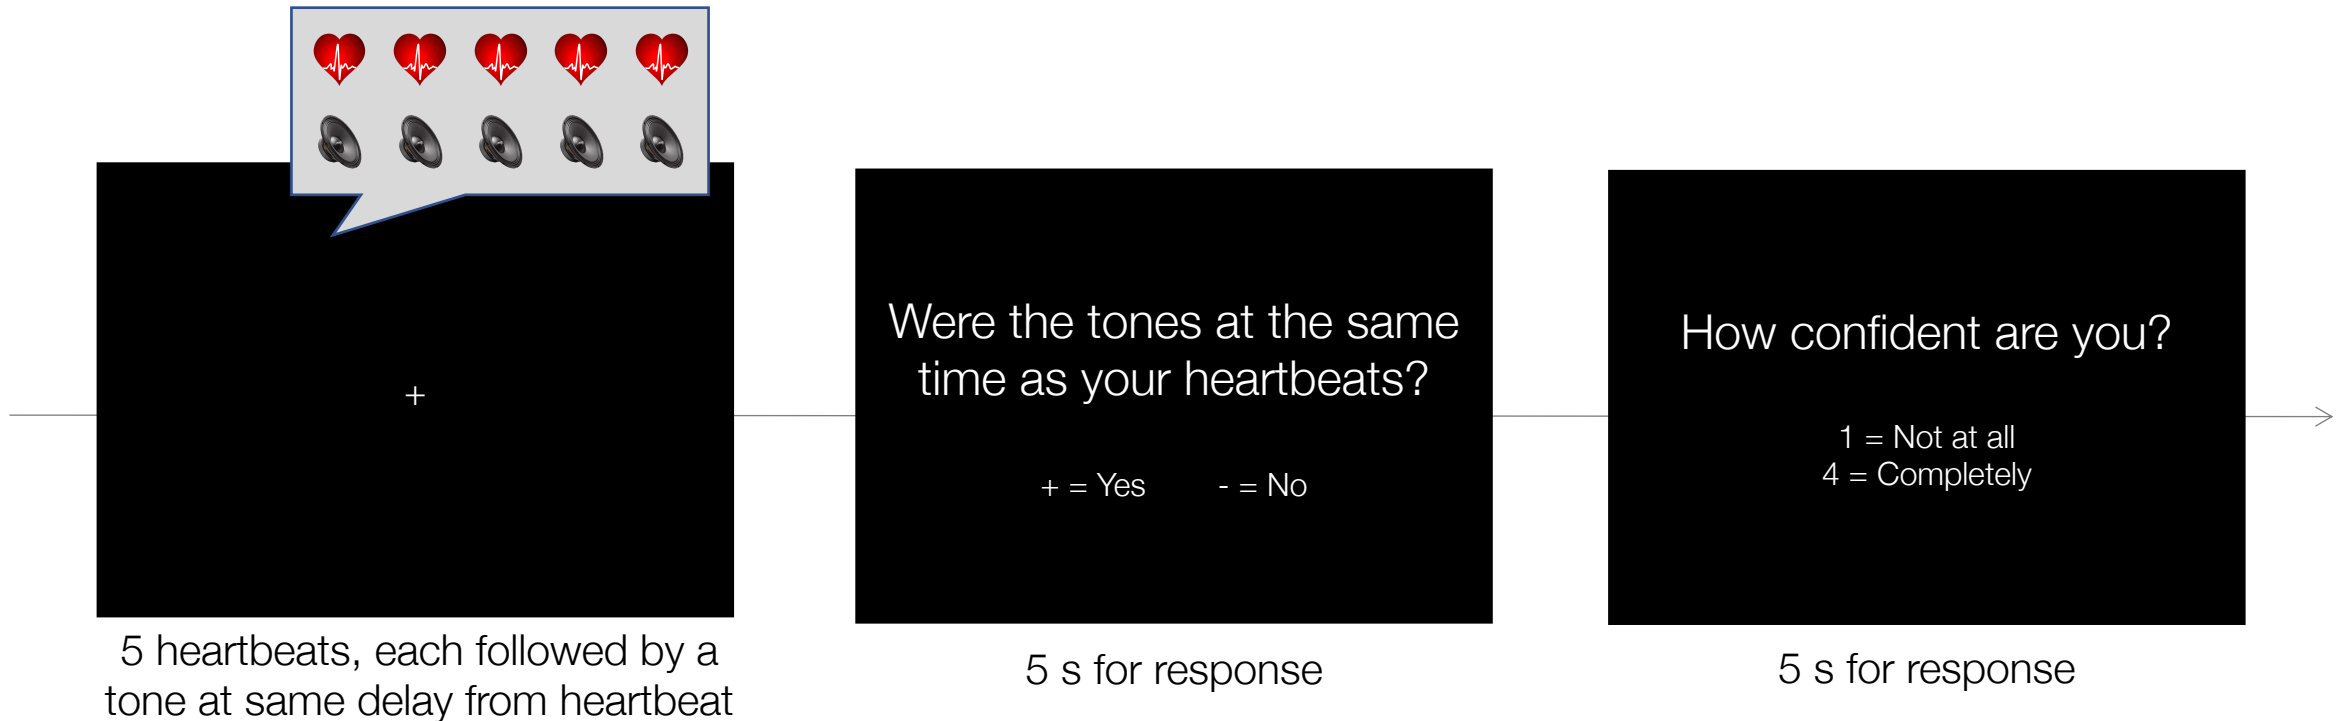 +
5 heartbeats, each followed by a
tone at same delay from heartbeat
Were the tones at the same
time as your heartbeats?
+ = Yes - = No
5 s for response
How confident are you?
1 = Not at all
4 = Completely
5 s for response